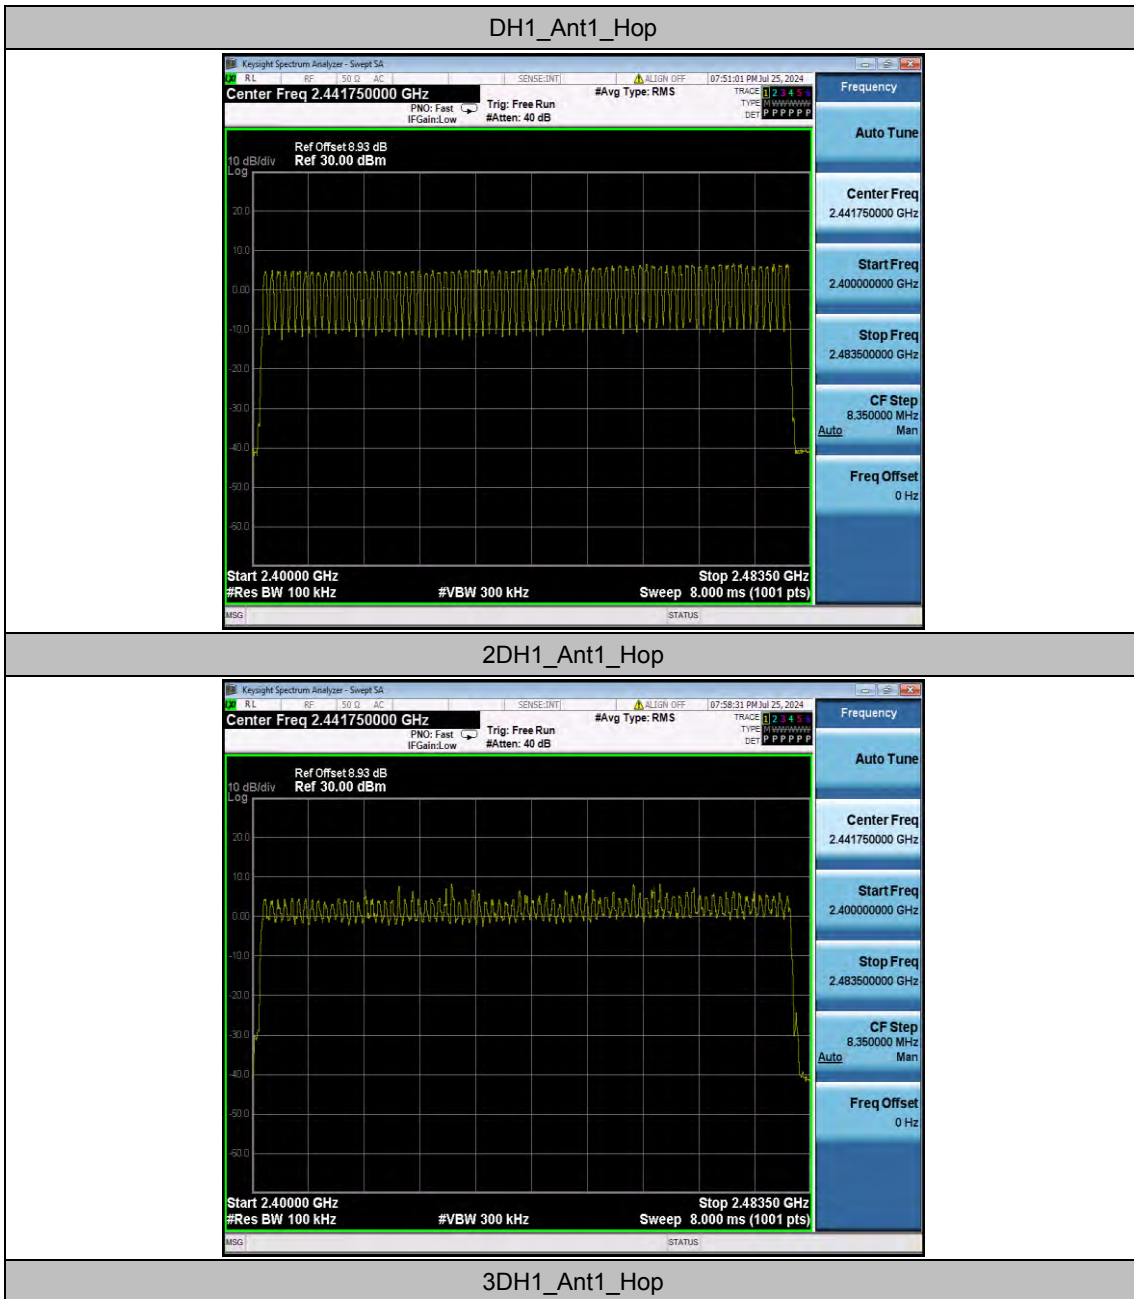 DH1_Ant1_Hop
Keysight Spectrum Analyzer - Swept SA
RL RF 50 Ω AC SENSE:INT ALIGN OFF 07:51:01 PM Jul 25, 2024
Center Freq 2.441750000 GHz #Avg Type: RMS TRACE 1 2 3 4 5 6
PNO: Fast Trig: Free Run TYPE M WWWWW
IFGain:Low #Atten: 40 dB DET P P P P P P
Frequency
Auto Tune
Ref Offset 8.93 dB
10 dB/div Ref 30.00 dBm
Log
20.0
10.0
0.00
-10.0
-20.0
-30.0
-40.0
-50.0
-60.0
Center Freq
2.441750000 GHz
Start Freq
2.400000000 GHz
Stop Freq
2.483500000 GHz
CF Step
8.350000 MHz
Auto Man
Freq Offset
0 Hz
Start 2.40000 GHz Stop 2.48350 GHz
#Res BW 100 kHz #VBW 300 kHz Sweep 8.000 ms (1001 pts)
MSG STATUS
2DH1_Ant1_Hop
Keysight Spectrum Analyzer - Swept SA
RL RF 50 Ω AC SENSE:INT ALIGN OFF 07:58:31 PM Jul 25, 2024
Center Freq 2.441750000 GHz #Avg Type: RMS TRACE 1 2 3 4 5 6
PNO: Fast Trig: Free Run TYPE M WWWWW
IFGain:Low #Atten: 40 dB DET P P P P P P
Frequency
Auto Tune
Ref Offset 8.93 dB
10 dB/div Ref 30.00 dBm
Log
20.0
10.0
0.00
-10.0
-20.0
-30.0
-40.0
-50.0
-60.0
Center Freq
2.441750000 GHz
Start Freq
2.400000000 GHz
Stop Freq
2.483500000 GHz
CF Step
8.350000 MHz
Auto Man
Freq Offset
0 Hz
Start 2.40000 GHz Stop 2.48350 GHz
#Res BW 100 kHz #VBW 300 kHz Sweep 8.000 ms (1001 pts)
MSG STATUS
3DH1_Ant1_Hop